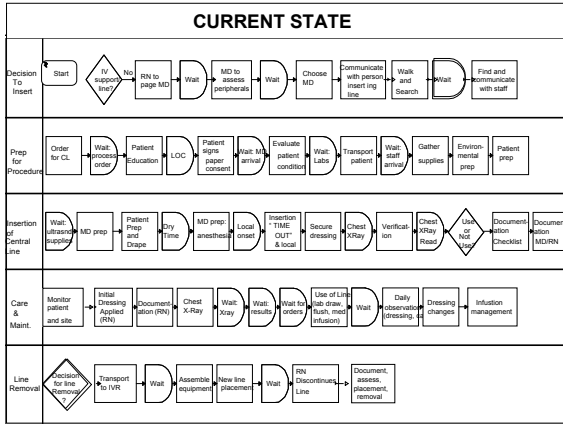 CURRENT STATE
Decision
To
Insert
Start
IV
support
line?
No
RN to
page MD
Wait
MD to
assess
peripherals
Wait
Choose
MD
Communicate
with person
insert ing
line
Walk
and
Search
Wait
Find and
communicate
with staff
Prep
for
Procedure
Order
for CL
Wait:
process
order
Patient
Education
LOC
Patient
signs
paper
consent
Wait: MD
arrival
Evaluate
patient
condition
Wait:
Labs
Transport
patient
Wait:
staff
arrival
Gather
supplies
Environ-
mental
prep
Patient
prep
Insertion
of
Central
Line
Wait:
ultrasnd
supplies
MD prep
Patient
Prep
and
Drape
Dry
Time
MD prep:
anesthesia
Local
onset
Insertion
" TIME
OUT"
& local
Secure
dressing
Chest
XRay
Verificat-
ion
Chest
XRay
Read
Use
or
Not
Use?
Document-
ation
Checklist
Documen
ation
MD/RN
Care
&
Maint.
Monitor
patient
and site
Initial
Dressing
Applied
(RN)
Document-
ation (RN)
Chest
X-Ray
Wait:
Xray
Wati:
results
Wait for
orders
Use of Line
(lab draw,
flush, med
infusion)
Wait
Daily
observation
(dressing,
Dressing
changes
Infustion
management
Line
Removal
Decision
for line
Removal
?
Transport
to IVR
Wait
Assemble
equipment
New line
placement
Wait
RN
Discontinues
Line
Document,
assess,
placement,
removal